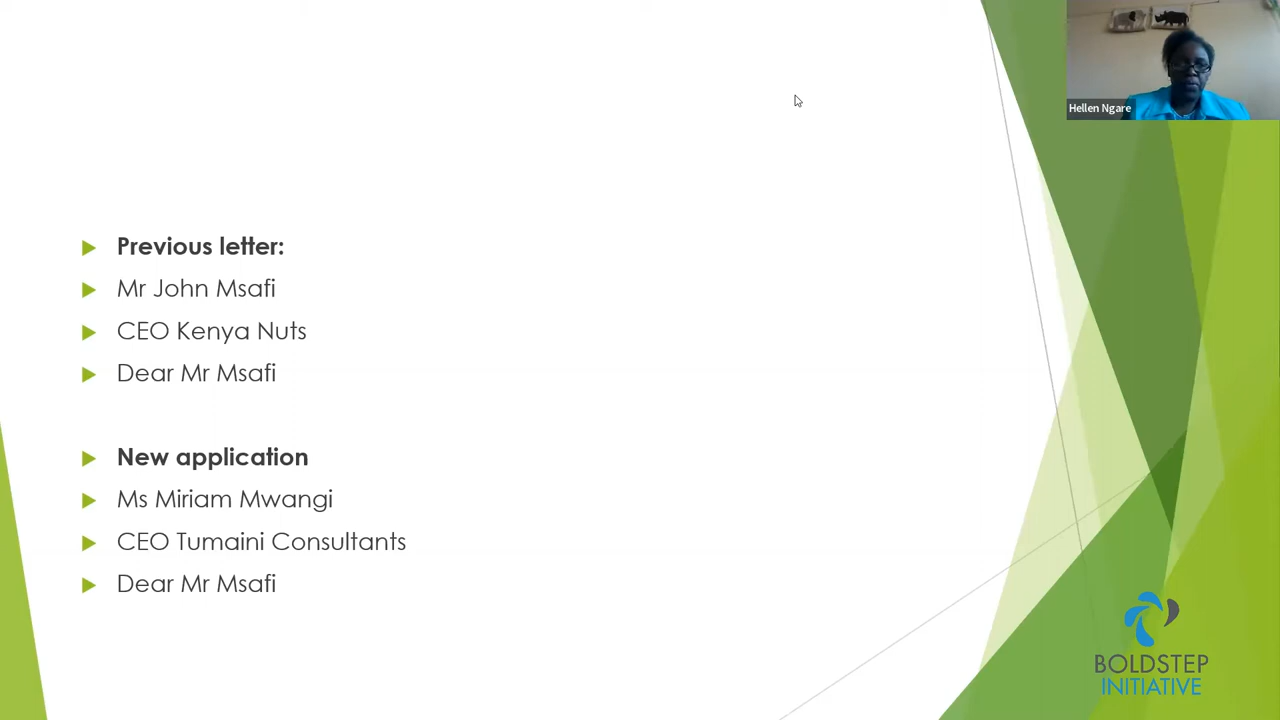 Hellen Ngare
Previous letter:
Mr John Msafi
CEO Kenya Nuts
Dear Mr Msafi
New application
Ms Miriam Mwangi
CEO Tumaini Consultants
Dear Mr Msafi
BOLDSTEP
INITIATIVE